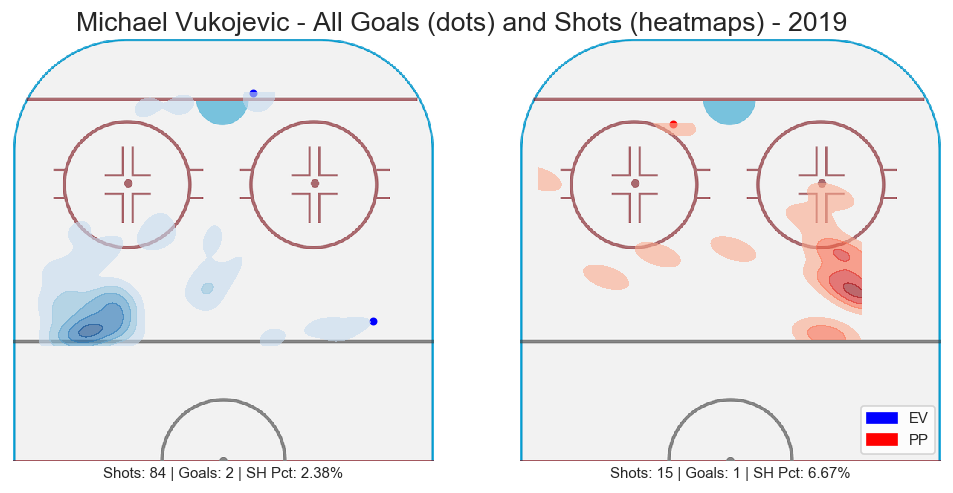 Michael Vukojevic - All Goals (dots) and Shots (heatmaps) - 2019
EV
PP
Shots: 84 | Goals: 2 | SH Pct: 2.38%
Shots: 15 | Goals: 1 | SH Pct: 6.67%